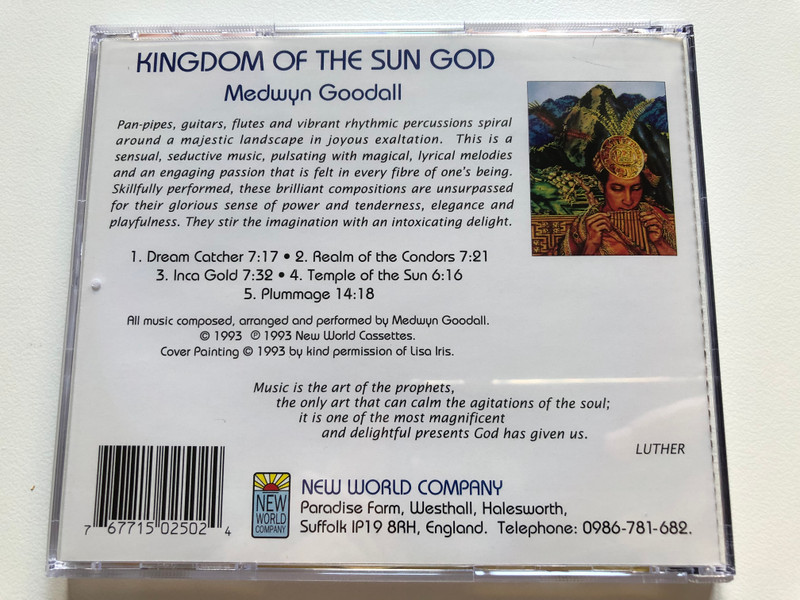 KINGDOM OF THE SUN GOD
Medwyn Goodall
Pan-pipes, guitars, flutes and vibrant rhythmic percussions spiral
around a majestic landscape in joyous exaltation. This is a
sensual, seductive music, pulsating with magical, lyrical melodies
and an engaging passion that is felt in every fibre of one's being.
Skillfully performed, these brilliant compositions are unsurpassed
for their glorious sense of power and tenderness, elegance and
playfulness. They stir the imagination with an intoxicating delight.
1. Dream Catcher 7:17 • 2. Realm of the Condors 7:21
3. Inca Gold 7:32 • 4. Temple of the Sun 6:16
5. Plummage 14:18
All music composed, arranged and performed by Medwyn Goodall.
© 1993 ℗ 1993 New World Cassettes.
Cover Painting © 1993 by kind permission of Lisa Iris.
Music is the art of the prophets,
the only art that can calm the agitations of the soul;
it is one of the most magnificent
and delightful presents God has given us.
LUTHER
7 67715 02502 4
NEW
WORLD
COMPANY
NEW WORLD COMPANY
Paradise Farm, Westhall, Halesworth,
Suffolk IP19 8RH, England. Telephone: 0986-781-682.